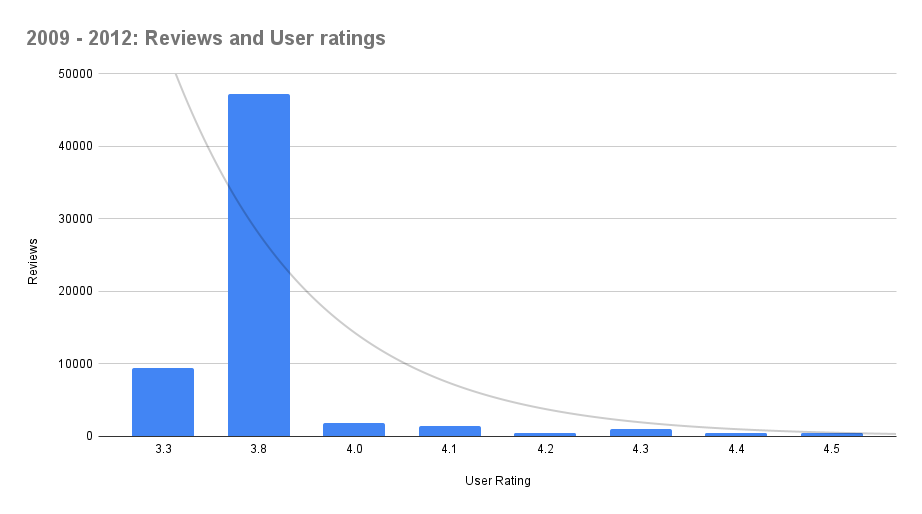 2009 - 2012: Reviews and User ratings
50000
40000
30000
20000
10000
0
Reviews
3.3 3.8 4.0 4.1 4.2 4.3 4.4 4.5
User Rating